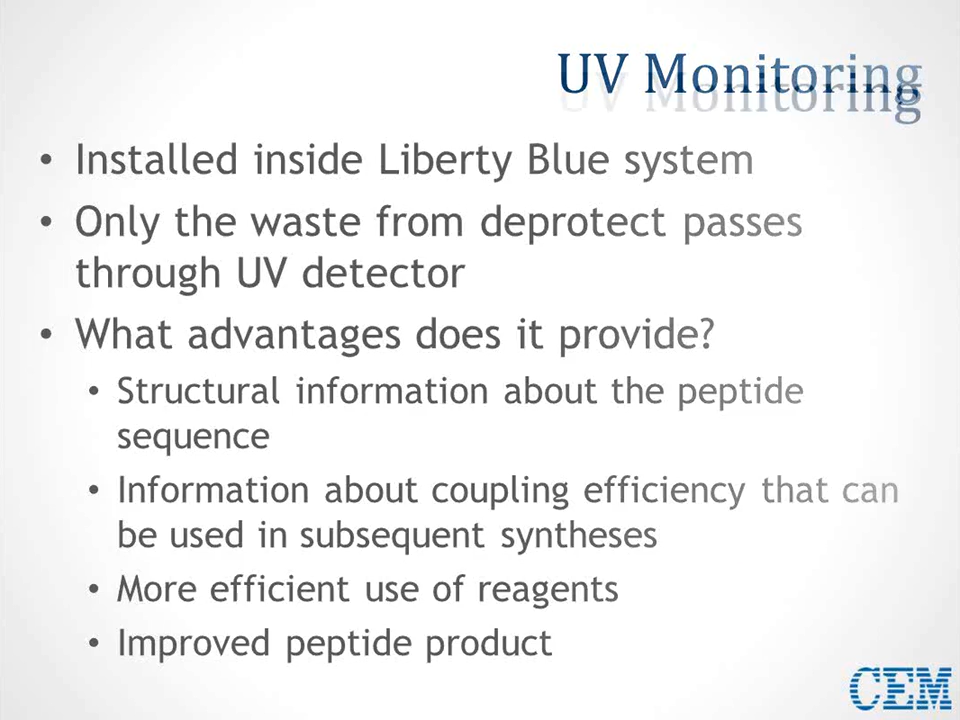 UV Monitoring
• Installed inside Liberty Blue system
• Only the waste from deprotect passes
through UV detector
• What advantages does it provide?
• Structural information about the peptide
sequence
• Information about coupling efficiency that can
be used in subsequent syntheses
• More efficient use of reagents
• Improved peptide product
CEM